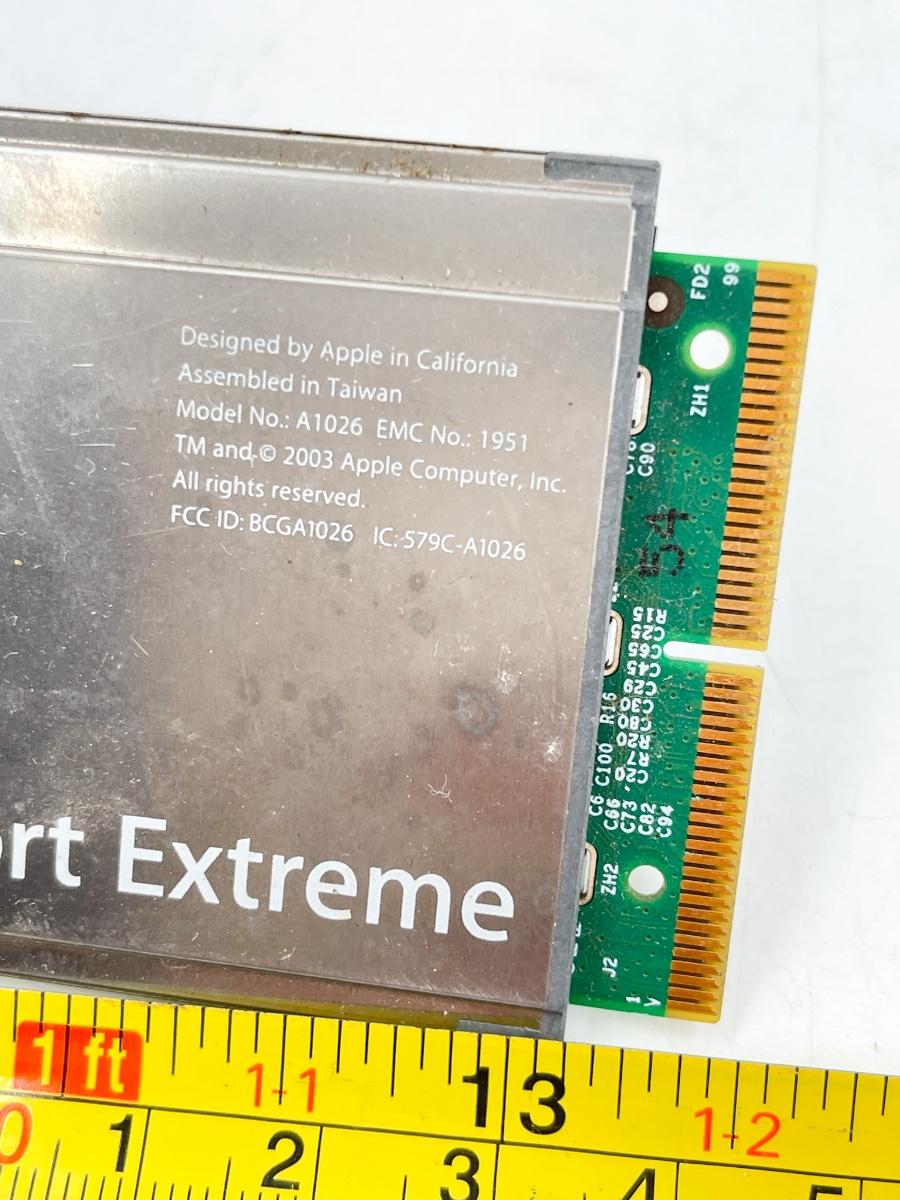 Designed by Apple in California
Assembled in Taiwan
Model No.: A1026 EMC No.: 1951
TM and © 2003 Apple Computer, Inc.
All rights reserved.
FCC ID: BCGA1026 IC: 579C-A1026
ort Extreme
FD2
99
ZH1
C90
54
R15
C25
C65
C45
C29
C30
C80
R20
R7
C20
R16
C100
C6
C66
C73
C82
C94
ZH2
J2
1
V
1 ft
1-1
13
1-2
0
1
2
3
4
5